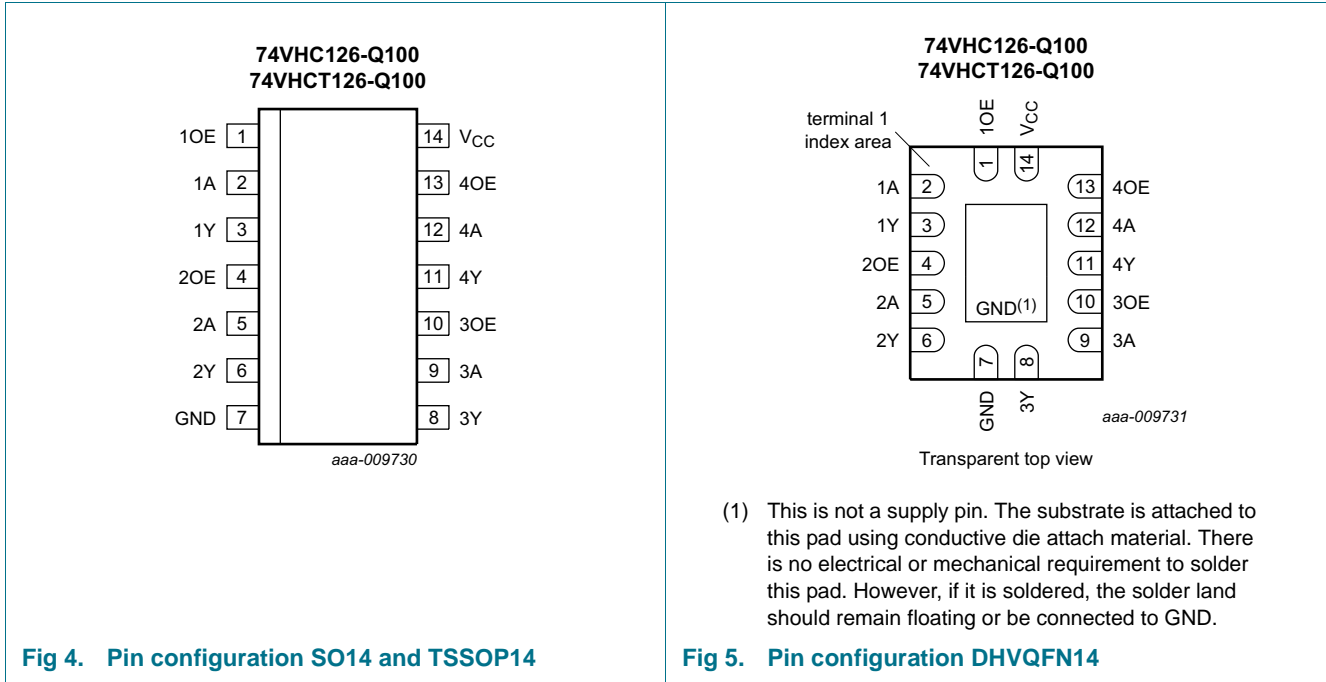 74VHC126-Q100
74VHCT126-Q100
1OE 1
1A 2
1Y 3
2OE 4
2A 5
2Y 6
GND 7
14 VCC
13 4OE
12 4A
11 4Y
10 3OE
9 3A
8 3Y
aaa-009730
Fig 4. Pin configuration SO14 and TSSOP14
74VHC126-Q100
74VHCT126-Q100
terminal 1
index area
1OE
VCC
1
14
1A 2
1Y 3
2OE 4
2A 5
2Y 6
13 4OE
12 4A
11 4Y
10 3OE
9 3A
GND(1)
7
8
GND
3Y
aaa-009731
Transparent top view
(1) This is not a supply pin. The substrate is attached to
this pad using conductive die attach material. There
is no electrical or mechanical requirement to solder
this pad. However, if it is soldered, the solder land
should remain floating or be connected to GND.
Fig 5. Pin configuration DHVQFN14